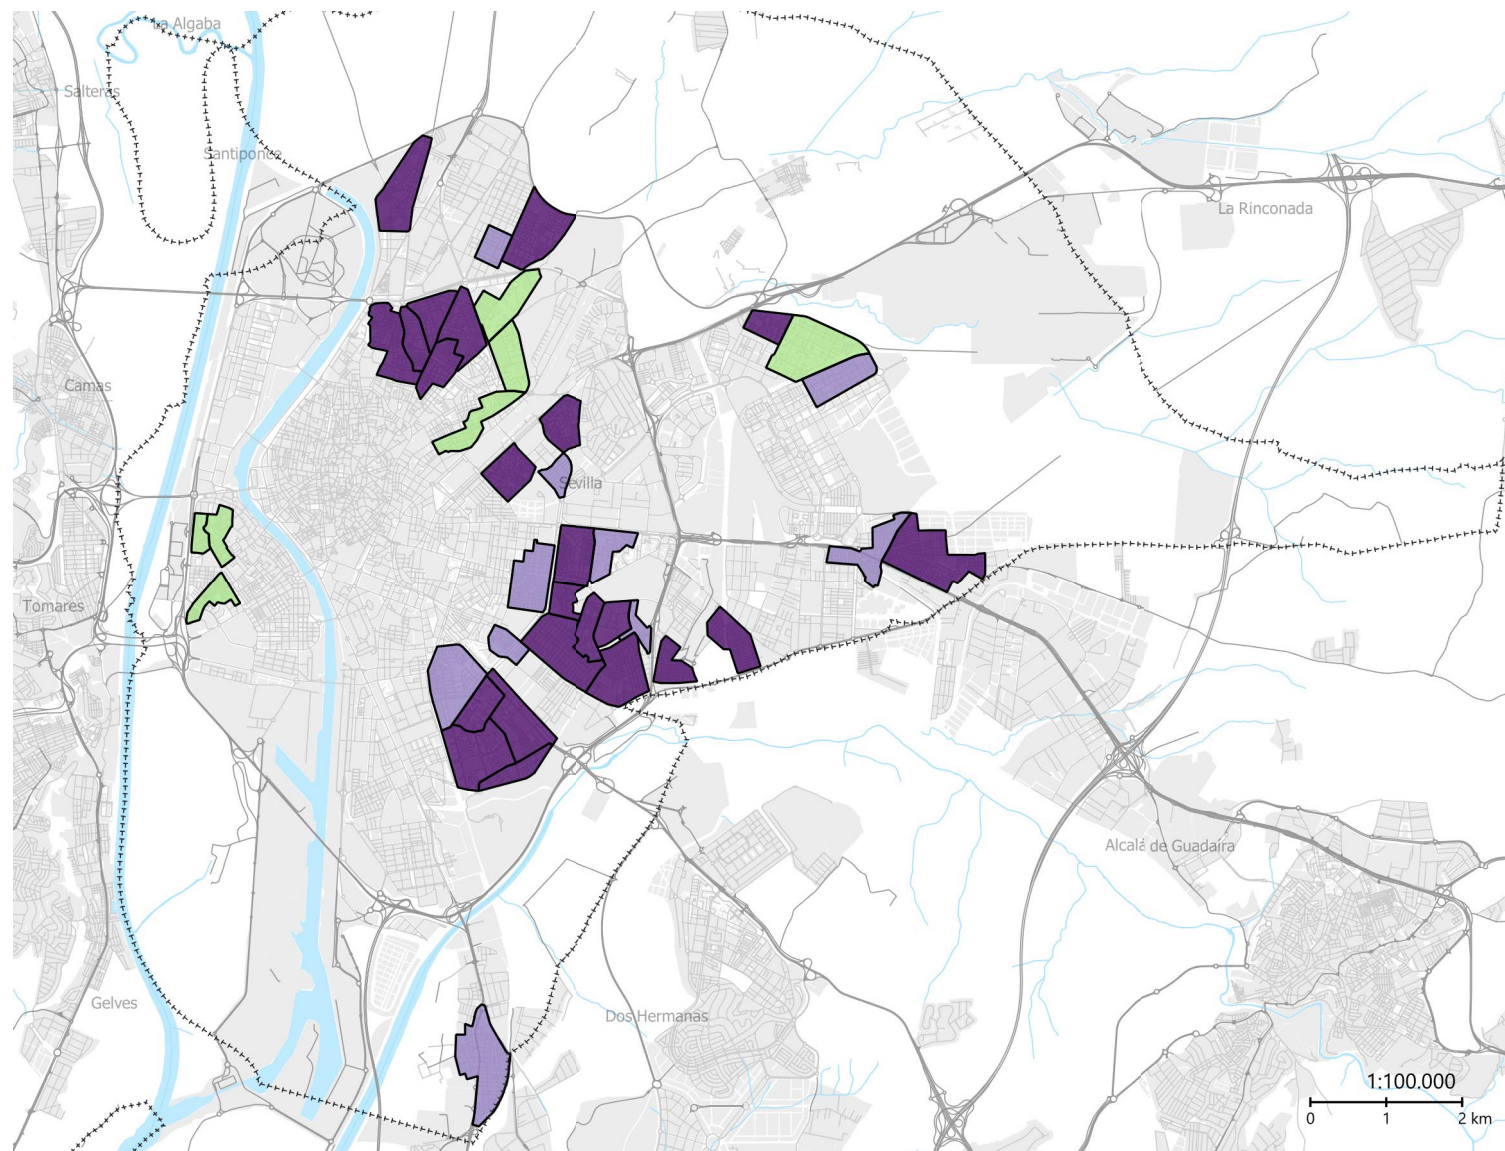 La Algaba
Salteras
Santiponce
La Rinconada
Camas
Sevilla
Tomares
Alcalá de Guadaíra
Gelves
Dos Hermanas
1:100.000
0 1 2 km